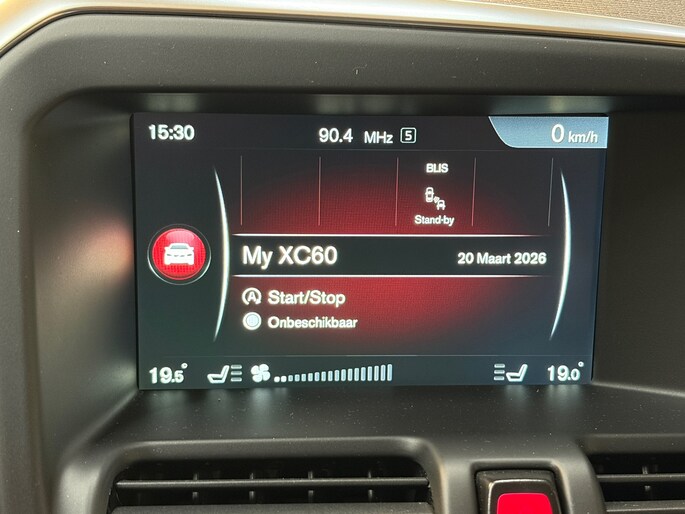 15:30 90.4 MHz 5 0 km/h
BLIS
Stand-by
My XC60 20 Maart 2026
A Start/Stop
Onbeschikbaar
19.5° 19.0°